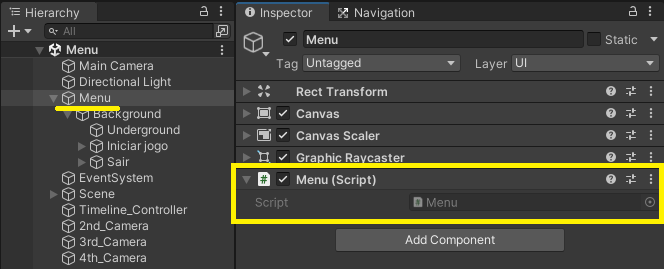 Hierarchy
All
Menu
Main Camera
Directional Light
Menu
Background
Underground
Iniciar jogo
Sair
EventSystem
Scene
Timeline_Controller
2nd_Camera
3rd_Camera
4th_Camera
Inspector
Navigation
Menu
Static
Tag Untagged
Layer UI
Rect Transform
Canvas
Canvas Scaler
Graphic Raycaster
# Menu (Script)
Script Menu
Add Component